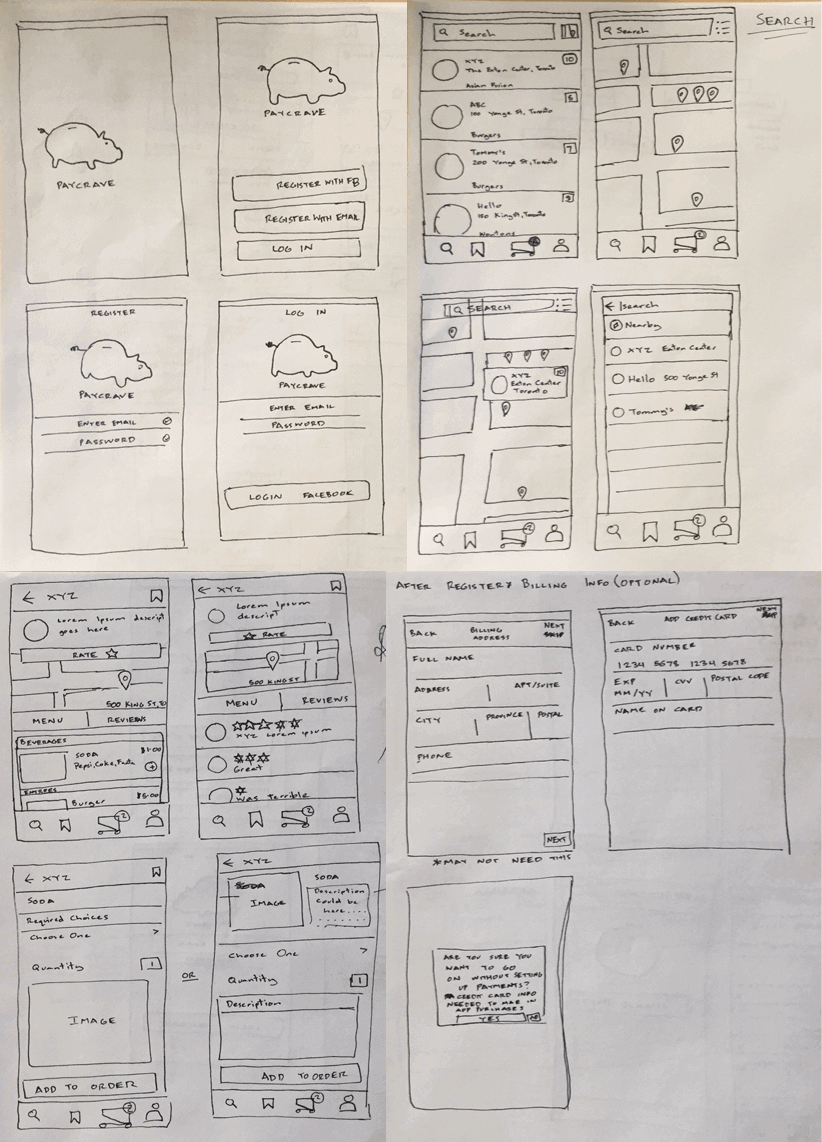 PAYCRAVE
PAYCRAVE
REGISTER WITH FB
REGISTER WITH EMAIL
LOG IN
REGISTER
PAYCRAVE
ENTER EMAIL
PASSWORD
LOG IN
PAYCRAVE
ENTER EMAIL
PASSWORD
LOGIN FACEBOOK
SEARCH
Search
XYZ
10
The Eaton Center, Toronto
Asian Fusion
ABC
100 Yonge St, Toronto
Burgers
Tommy's
7
200 Yonge St, Toronto
Burgers
Hello
150 King St, Toronto
Wontons
Search
2
SEARCH
XYZ
10
Eaton Center
Toronto
2
Search
Nearby
XYZ Eaton Center
Hello 500 Yonge St
Tommy's
2
XYZ
Lorem Ipsum descript
goes here
RATE
500 KING ST,
MENU
REVIEWS
BEVERAGES
SODA
$1.00
Pepsi, Coke, Fanta
ENTREES
Burger
$5.00
2
XYZ
Lorem Ipsum
descript
RATE
500 KING ST
MENU
REVIEWS
XYZ Lorem ipsum
Great
Was Terrible
2
XYZ
SODA
Required Choices
Choose One >
Quantity 1
IMAGE
ADD TO ORDER
2
OR
XYZ
IMAGE
SODA
Description
Could be
here....
Choose One >
Quantity 1
Description
ADD TO ORDER
2
AFTER REGISTER? BILLING INFO (OPTIONAL)
BACK
BILLING
ADDRESS
NEXT
FULL NAME
ADDRESS
APT/SUITE
CITY
PROVINCE
POSTAL
PHONE
NEXT
*MAY NOT NEED THIS
BACK
ADD CREDIT CARD
NEXT
CARD NUMBER
1234 5678 1234 5678
EXP
MM/YY
CVV
POSTAL CODE
NAME ON CARD
ARE YOU SURE YOU
WANT TO GO
ON WITHOUT SETTING
UP PAYMENTS?
CREDIT CARD INFO
NEEDED TO MAKE IN
APP PURCHASES
YES